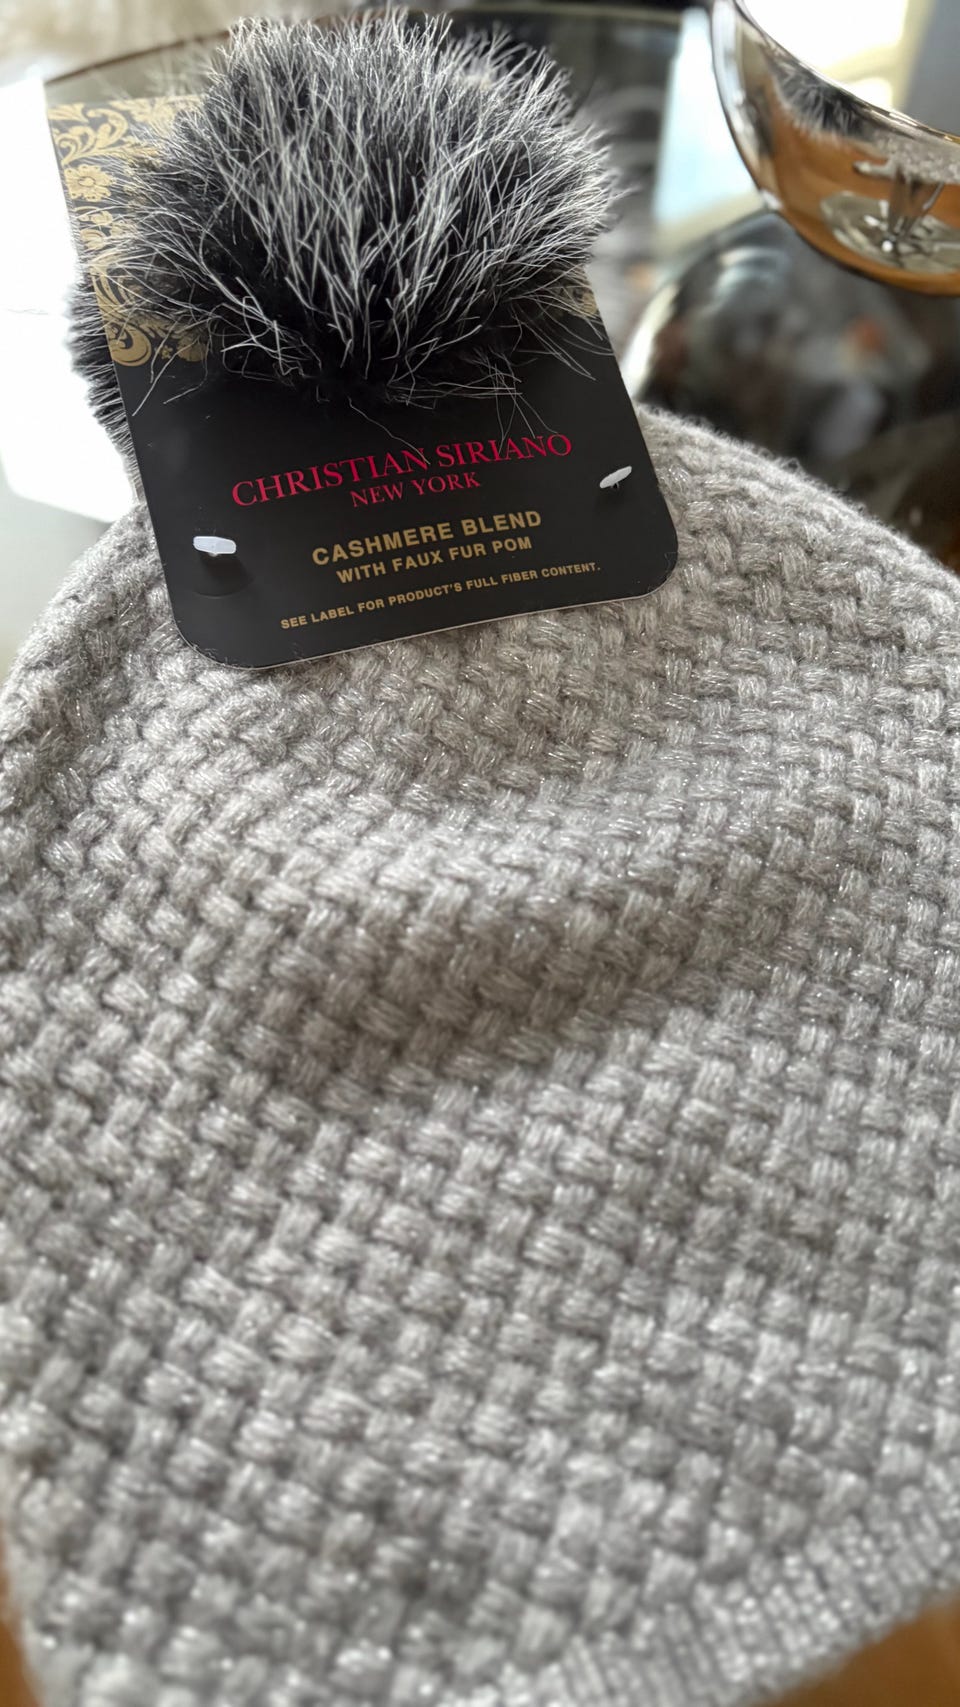 CHRISTIAN SIRIANO
NEW YORK
CASHMERE BLEND
WITH FAUX FUR POM
SEE LABEL FOR PRODUCT'S FULL FIBER CONTENT.